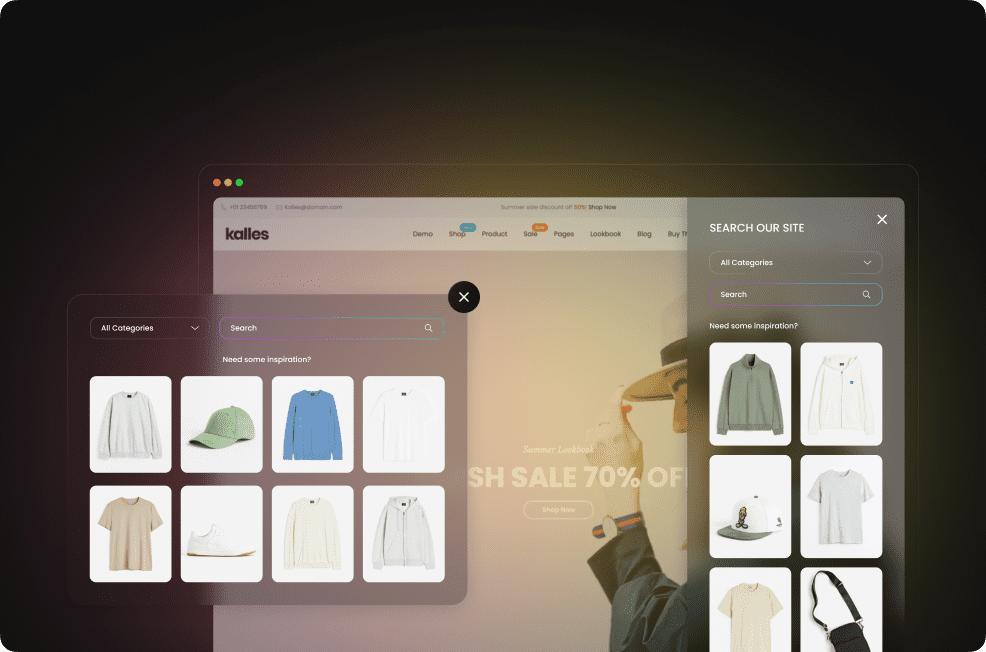 +01 23456789
Kalles@domain.com
Summer sale discount off 50%! Shop Now
kalles
Demo
Shop
Product
Sale
Sale
Pages
Lookbook
Blog
Buy Th
SEARCH OUR SITE
All Categories
Search
Need some Inspiration?
All Categories
Search
Need some inspiration?
Summer Lookbook
SH SALE 70% OF
Shop Now